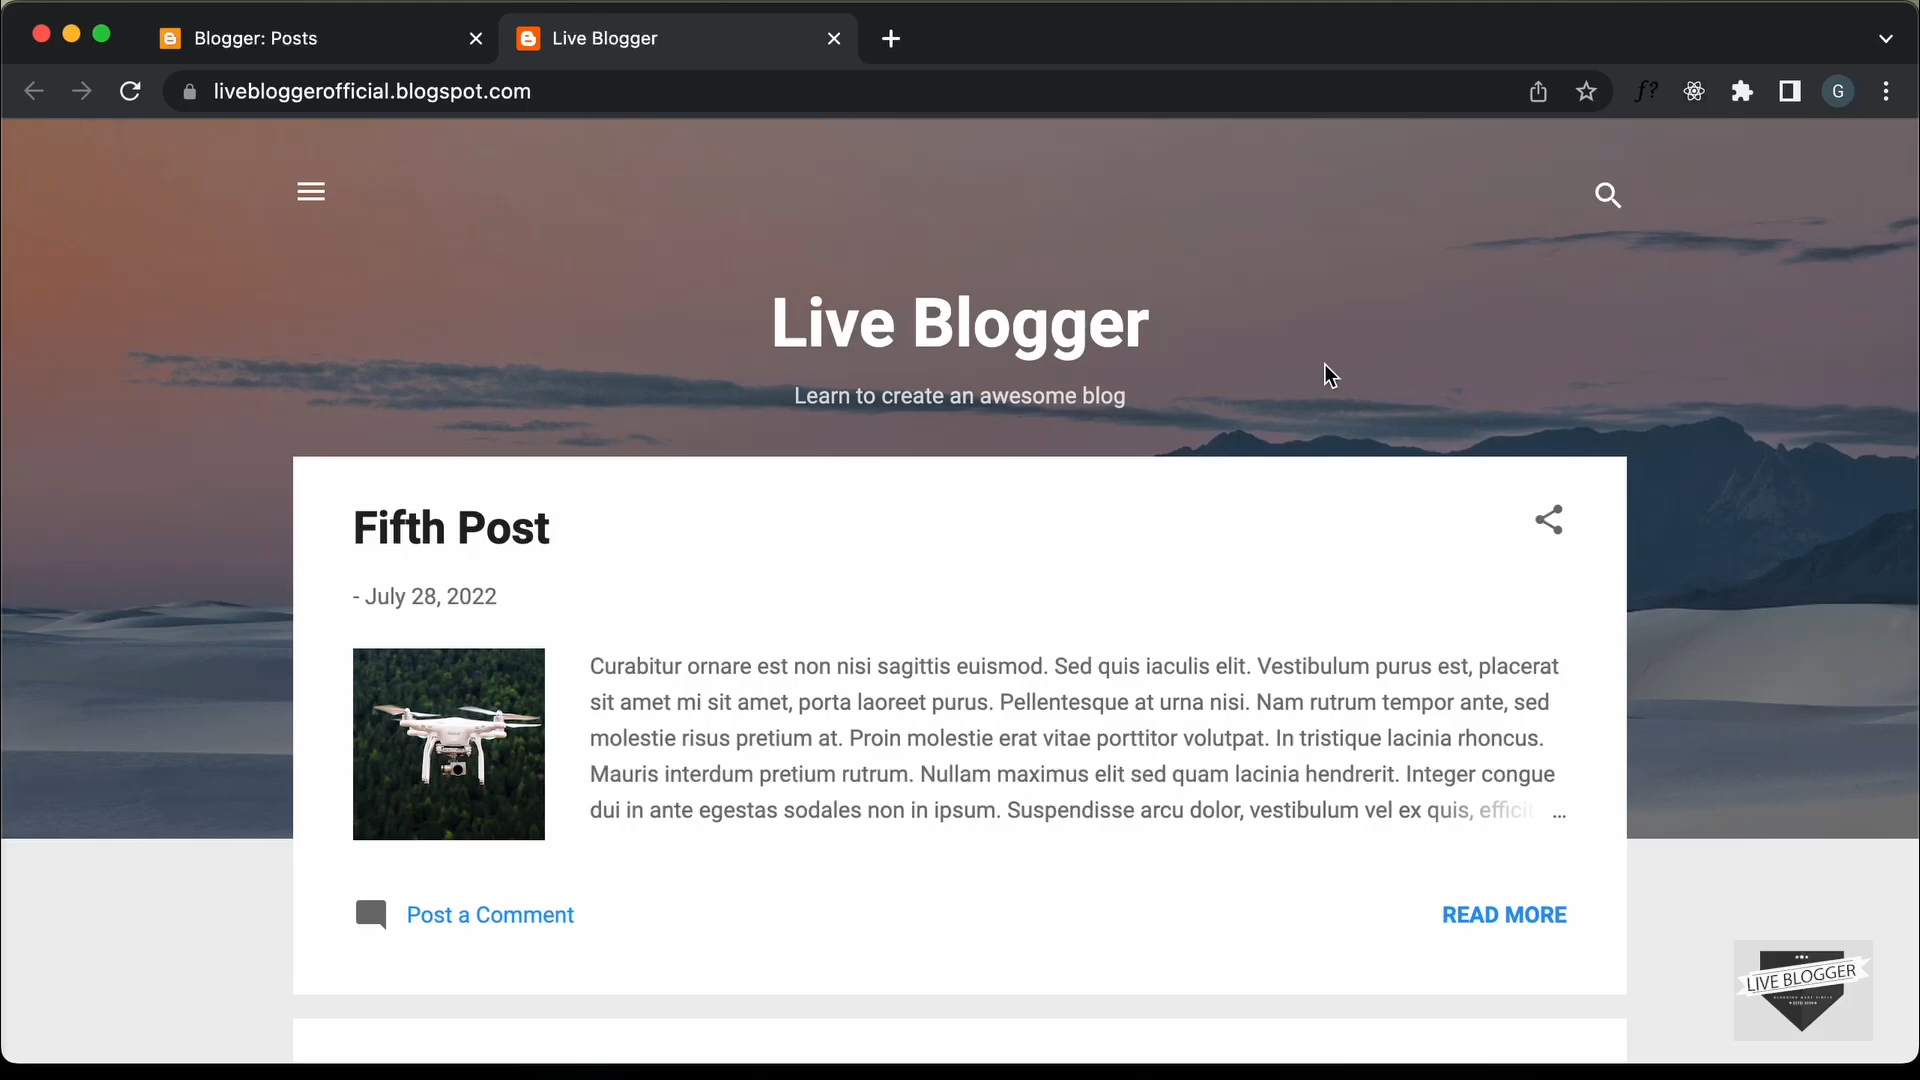 Blogger: Posts
Live Blogger
livebloggerofficial.blogspot.com
f?
G
Live Blogger
Learn to create an awesome blog
Fifth Post
- July 28, 2022
Curabitur ornare est non nisi sagittis euismod. Sed quis iaculis elit. Vestibulum purus est, placerat
sit amet mi sit amet, porta laoreet purus. Pellentesque at urna nisi. Nam rutrum tempor ante, sed
molestie risus pretium at. Proin molestie erat vitae porttitor volutpat. In tristique lacinia rhoncus.
Mauris interdum pretium rutrum. Nullam maximus elit sed quam lacinia hendrerit. Integer congue
dui in ante egestas sodales non in ipsum. Suspendisse arcu dolor, vestibulum vel ex quis, efficit ...
Post a Comment
READ MORE
LIVE BLOGGER